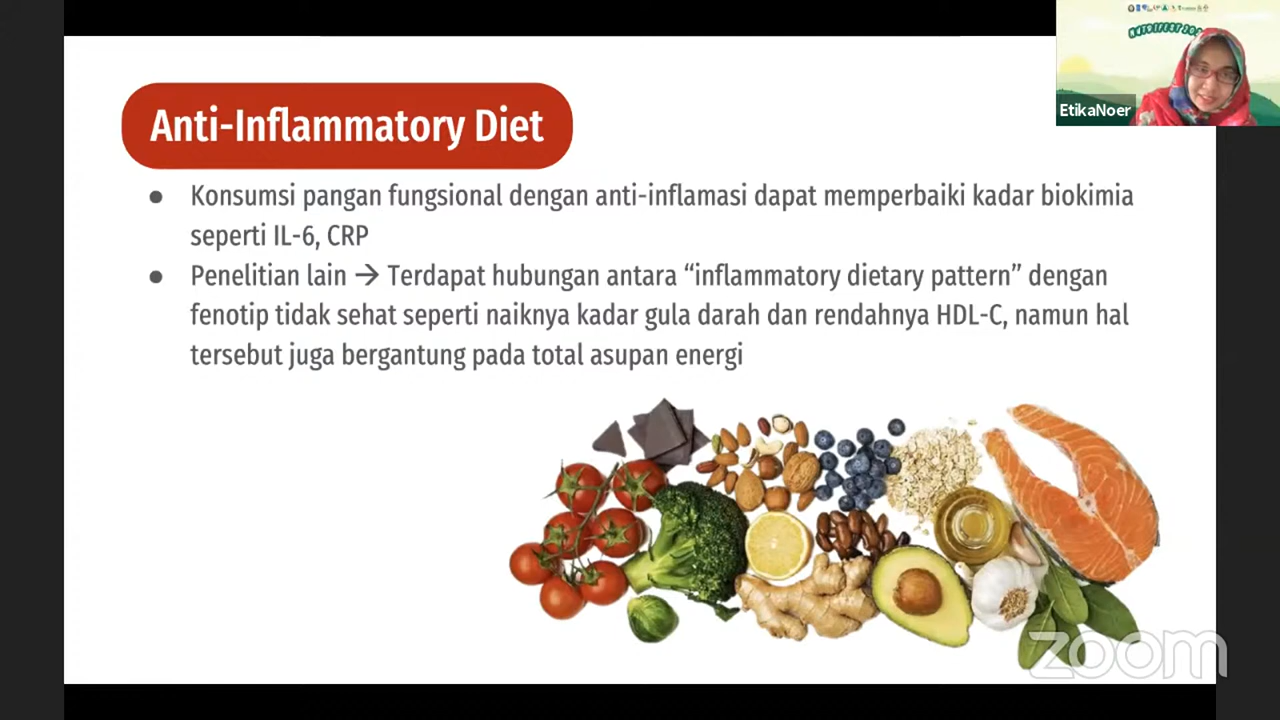 Anti-Inflammatory Diet
● Konsumsi pangan fungsional dengan anti-inflamasi dapat memperbaiki kadar biokimia
seperti IL-6, CRP
● Penelitian lain → Terdapat hubungan antara “inflammatory dietary pattern” dengan
fenotip tidak sehat seperti naiknya kadar gula darah dan rendahnya HDL-C, namun hal
tersebut juga bergantung pada total asupan energi
EtikaNoer
zoom